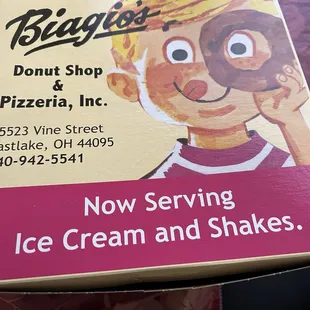 Biagio's
Donut Shop
&
Pizzeria, Inc.
5523 Vine Street
astlake, OH 44095
40-942-5541
Now Serving
Ice Cream and Shakes.